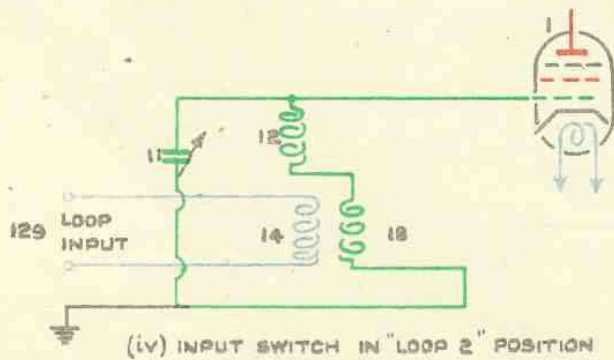 1
12
11
129 LOOP
INPUT
14
18
(iv) INPUT SWITCH IN "LOOP 2" POSITION